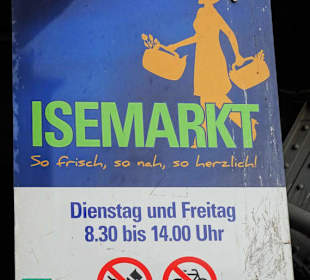 ISEMARKT
So frisch, so nah, so herzlich!
Dienstag und Freitag
8.30 bis 14.00 Uhr